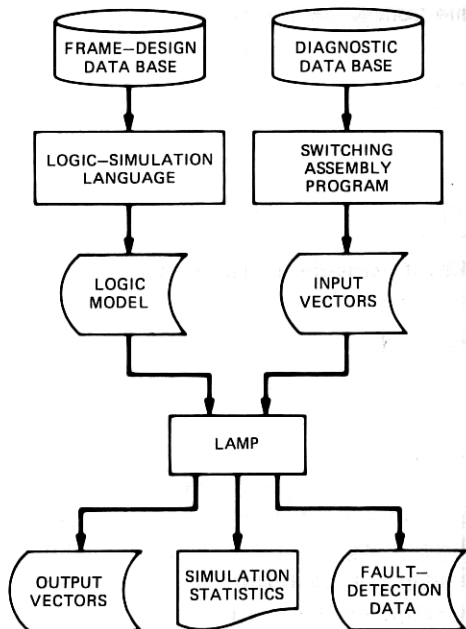 FRAME—DESIGN
DATA BASE
DIAGNOSTIC
DATA BASE
LOGIC—SIMULATION
LANGUAGE
SWITCHING
ASSEMBLY
PROGRAM
LOGIC
MODEL
INPUT
VECTORS
LAMP
OUTPUT
VECTORS
SIMULATION
STATISTICS
FAULT—
DETECTION
DATA